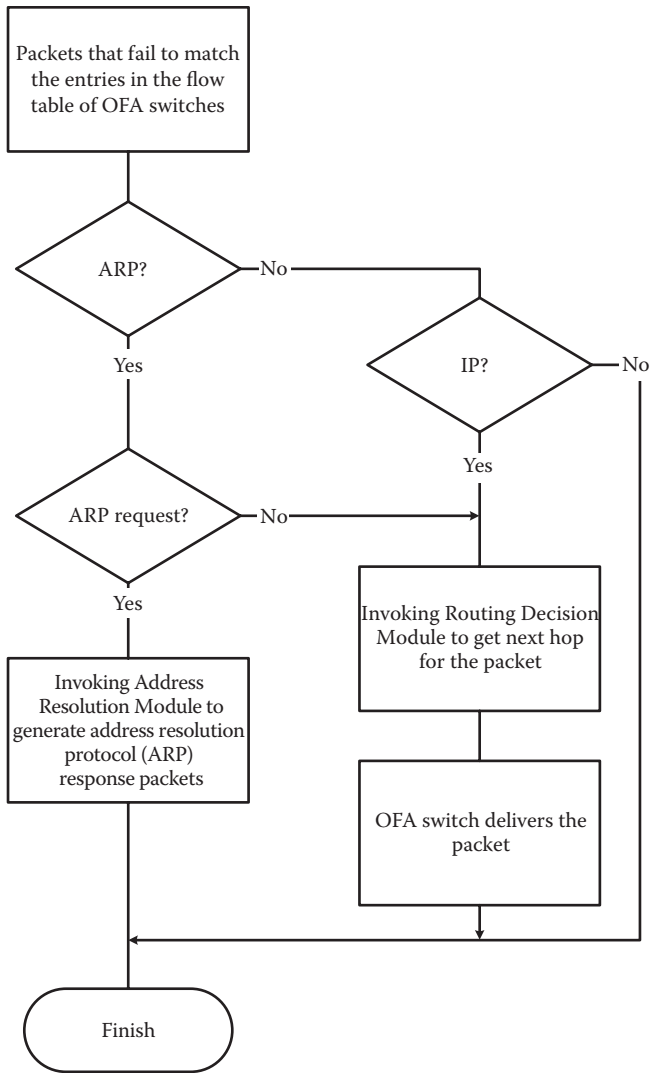 Packets that fail to match
the entries in the flow
table of OFA switches
ARP?
No
Yes
IP?
No
Yes
ARP request?
No
Yes
Invoking Routing Decision
Module to get next hop
for the packet
Invoking Address
Resolution Module to
generate address resolution
protocol (ARP)
response packets
OFA switch delivers the
packet
Finish